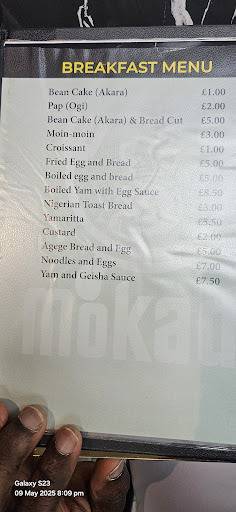 BREAKFAST MENU
Bean Cake (Akara) £1.00
Pap (Ogi) £2.00
Bean Cake (Akara) & Bread Cut £5.00
Moin-moin £3.00
Croissant £1.00
Fried Egg and Bread £5.00
Boiled egg and bread £5.00
Boiled Yam with Egg Sauce £8.50
Nigerian Toast Bread £3.00
Yamaritta £5.50
Custard £2.00
Agege Bread and Egg £5.00
Noodles and Eggs £7.00
Yam and Geisha Sauce £7.50
Galaxy S23
09 May 2025 8:09 pm